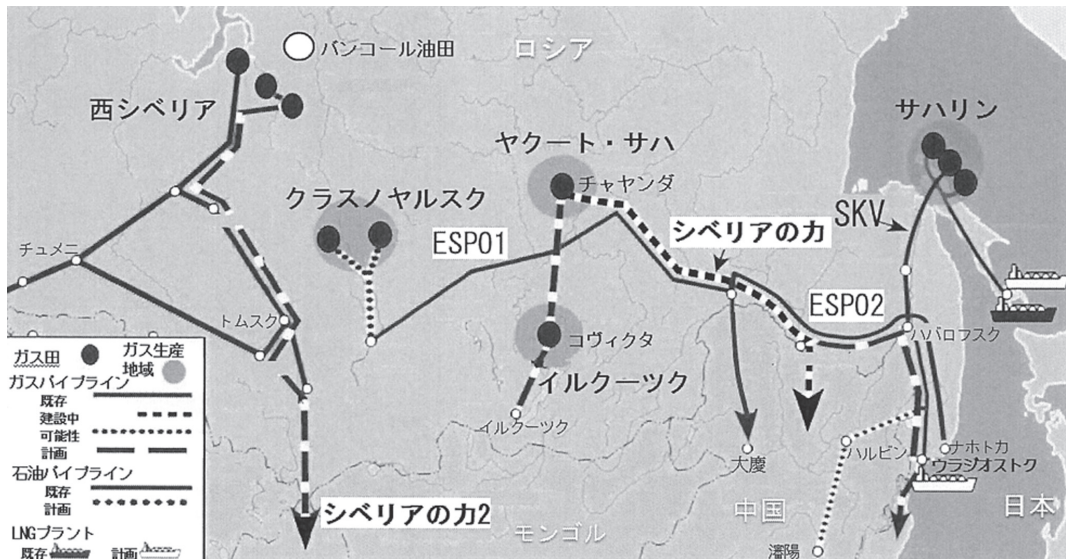 バンコール油田
ロシア
西シベリア
サハリン
ヤクート・サハ
チャヤンダ
クラスノヤルスク
SKV
ESPO1
シベリアの力
チュメニ
ESPO2
トムスク
コヴィクタ
ハバロフスク
イルクーツク
イルクーツク
大慶
ハルビン
ナホトカ
ウラジオストク
シベリアの力2
モンゴル
中国
日本
瀋陽
ガス田
ガス生産
地域
ガスパイプライン
既存
建設中
可能性
計画
石油パイプライン
既存
計画
LNGプラント
既存 計画